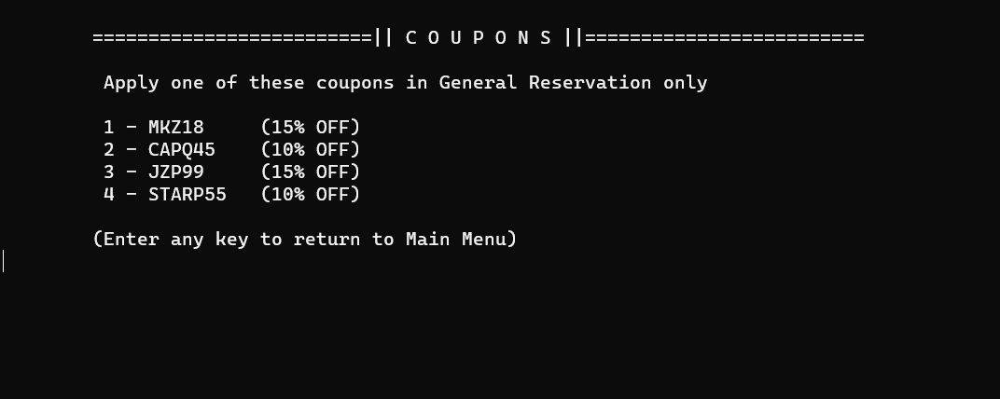 =========================|| C O U P O N S ||=========================
Apply one of these coupons in General Reservation only
1 - MKZ18     (15% OFF)
2 - CAPQ45    (10% OFF)
3 - JZP99     (15% OFF)
4 - STARP55   (10% OFF)
(Enter any key to return to Main Menu)